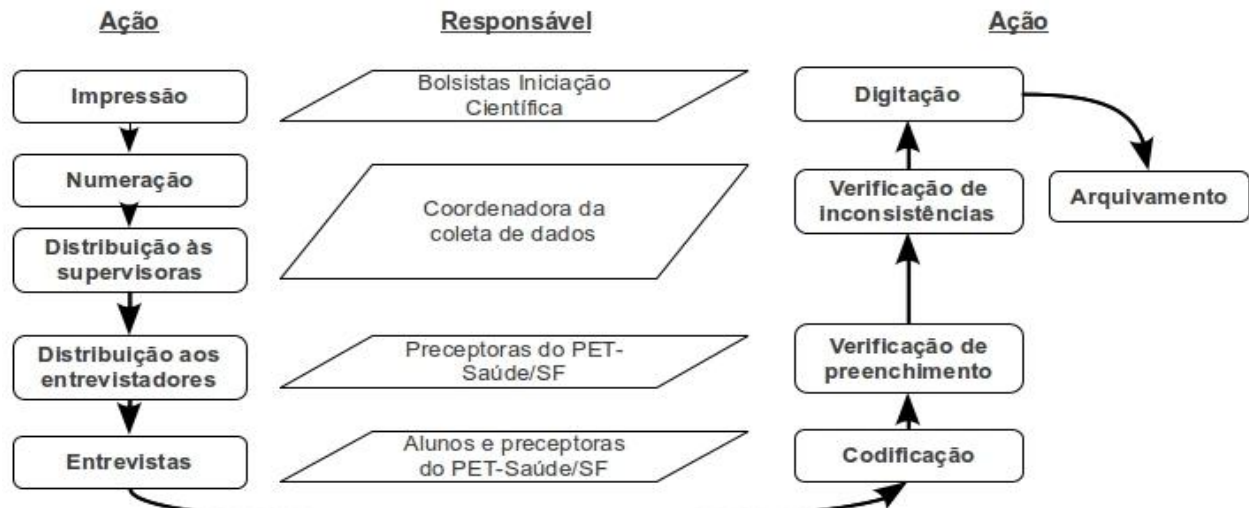 Ação
Responsável
Ação
Impressão
Bolsistas Iniciação
Científica
Digitação
Numeração
Coordenadora da
coleta de dados
Verificação de
inconsistências
Arquivamento
Distribuição às
supervisoras
Distribuição aos
entrevistadores
Preceptoras do PET-
Saúde/SF
Verificação de
preenchimento
Entrevistas
Alunos e preceptoras
do PET-Saúde/SF
Codificação